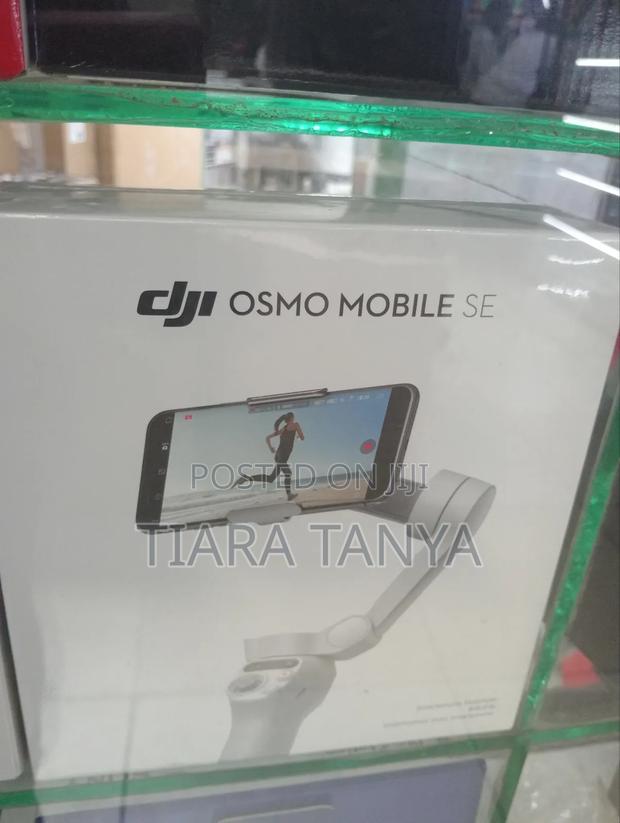 dji OSMO MOBILE SE
POSTED ON JIJI
TIARA TANYA